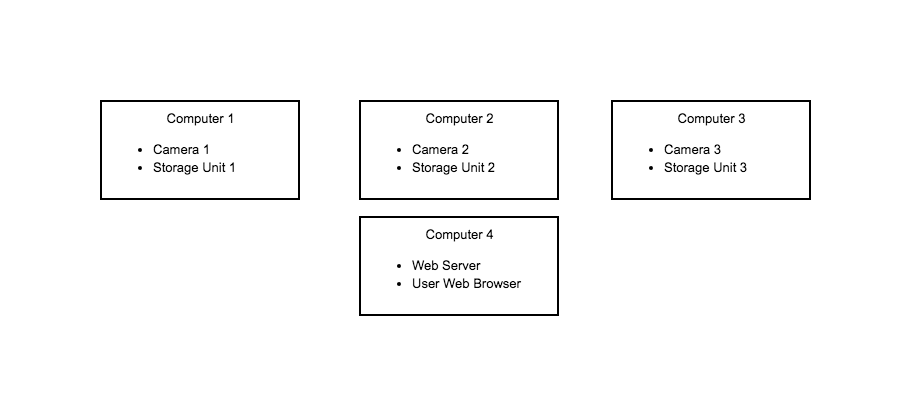 Computer 1
• Camera 1
• Storage Unit 1
Computer 2
• Camera 2
• Storage Unit 2
Computer 3
• Camera 3
• Storage Unit 3
Computer 4
• Web Server
• User Web Browser